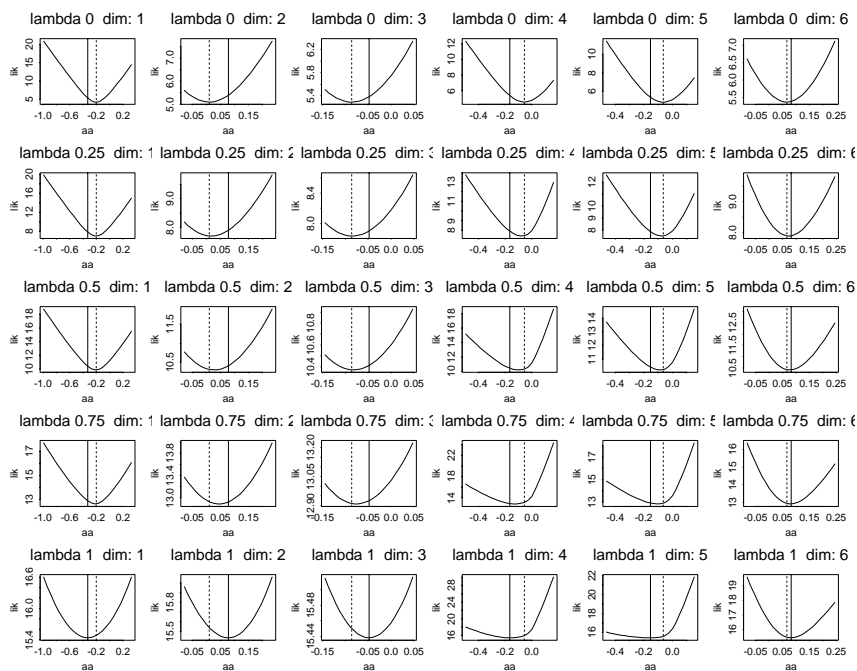 lambda 0 dim: 1 lambda 0 dim: 2 lambda 0 dim: 3 lambda 0 dim: 4 lambda 0 dim: 5 lambda 0 dim: 6
lik 5 10 15 20 lik 5.0 6.0 7.0 lik 5.4 5.8 6.2 lik 6 8 10 12 lik 6 8 10 lik 5.5 6.0 6.5 7.0
-1.0 -0.6 -0.2 0.2 -0.05 0.05 0.15 -0.15 -0.05 0.0 0.05 -0.4 -0.2 0.0 -0.4 -0.2 0.0 -0.05 0.05 0.15 0.25
aa aa aa aa aa aa
lambda 0.25 dim: 1 lambda 0.25 dim: 2 lambda 0.25 dim: 3 lambda 0.25 dim: 4 lambda 0.25 dim: 5 lambda 0.25 dim: 6
lik 8 12 16 20 lik 8.0 9.0 lik 8.0 8.4 lik 8 9 11 13 lik 8 9 10 12 lik 8.0 9.0
-1.0 -0.6 -0.2 0.2 -0.05 0.05 0.15 -0.15 -0.05 0.0 0.05 -0.4 -0.2 0.0 -0.4 -0.2 0.0 -0.05 0.05 0.15 0.25
aa aa aa aa aa aa
lambda 0.5 dim: 1 lambda 0.5 dim: 2 lambda 0.5 dim: 3 lambda 0.5 dim: 4 lambda 0.5 dim: 5 lambda 0.5 dim: 6
lik 10 12 14 16 18 lik 10.5 11.5 lik 10.4 10.6 10.8 lik 10 12 14 16 18 lik 11 12 13 14 lik 10.5 11.5 12.5
-1.0 -0.6 -0.2 0.2 -0.05 0.05 0.15 -0.15 -0.05 0.0 0.05 -0.4 -0.2 0.0 -0.4 -0.2 0.0 -0.05 0.05 0.15 0.25
aa aa aa aa aa aa
lambda 0.75 dim: 1 lambda 0.75 dim: 2 lambda 0.75 dim: 3 lambda 0.75 dim: 4 lambda 0.75 dim: 5 lambda 0.75 dim: 6
lik 13 15 17 lik 13.0 13.4 13.8 lik 12.90 13.05 13.20 lik 14 18 22 lik 13 15 17 lik 13 14 15 16
-1.0 -0.6 -0.2 0.2 -0.05 0.05 0.15 -0.15 -0.05 0.0 0.05 -0.4 -0.2 0.0 -0.4 -0.2 0.0 -0.05 0.05 0.15 0.25
aa aa aa aa aa aa
lambda 1 dim: 1 lambda 1 dim: 2 lambda 1 dim: 3 lambda 1 dim: 4 lambda 1 dim: 5 lambda 1 dim: 6
lik 15.4 16.0 16.6 lik 15.5 15.8 lik 15.44 15.48 lik 16 20 24 28 lik 16 18 20 22 lik 16 17 18 19
-1.0 -0.6 -0.2 0.2 -0.05 0.05 0.15 -0.15 -0.05 0.0 0.05 -0.4 -0.2 0.0 -0.4 -0.2 0.0 -0.05 0.05 0.15 0.25
aa aa aa aa aa aa